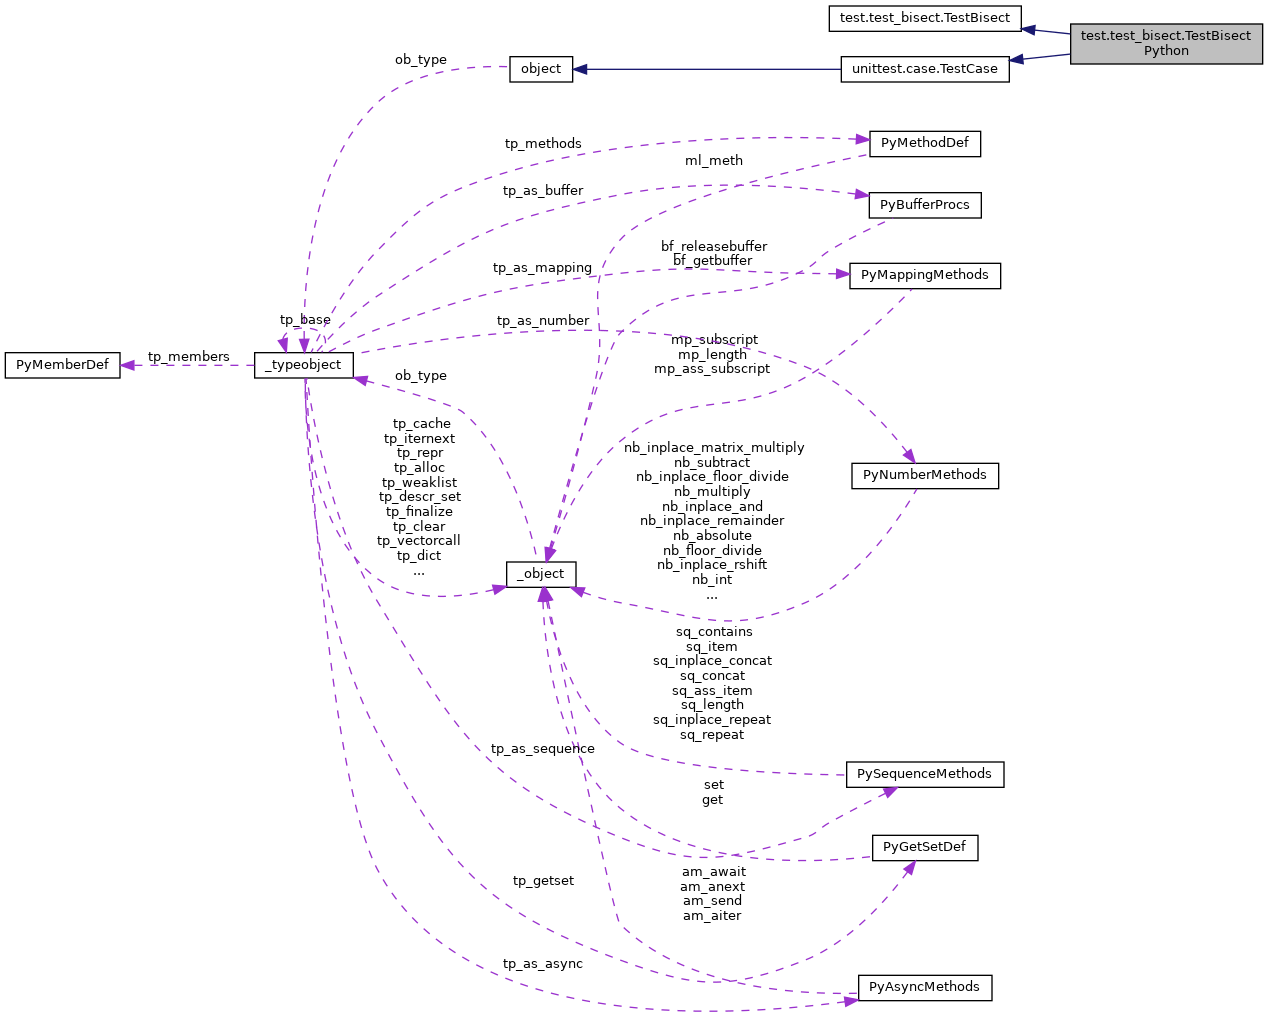 test.test_bisect.TestBisect
test.test_bisect.TestBisect
Python
ob_type
object
unittest.case.TestCase
tp_methods
PyMethodDef
ml_meth
tp_as_buffer
PyBufferProcs
bf_releasebuffer
bf_getbuffer
tp_as_mapping
PyMappingMethods
tp_base
tp_as_number
mp_subscript
mp_length
mp_ass_subscript
PyMemberDef
tp_members
_typeobject
ob_type
tp_cache
tp_iternext
tp_repr
tp_alloc
tp_weaklist
tp_descr_set
tp_finalize
tp_clear
tp_vectorcall
tp_dict
...
nb_inplace_matrix_multiply
nb_subtract
nb_inplace_floor_divide
nb_multiply
nb_inplace_and
nb_inplace_remainder
nb_absolute
nb_floor_divide
nb_inplace_rshift
nb_int
...
PyNumberMethods
_object
sq_contains
sq_item
sq_inplace_concat
sq_concat
sq_ass_item
sq_length
sq_inplace_repeat
sq_repeat
tp_as_sequence
PySequenceMethods
set
get
PyGetSetDef
tp_getset
am_await
am_anext
am_send
am_aiter
tp_as_async
PyAsyncMethods